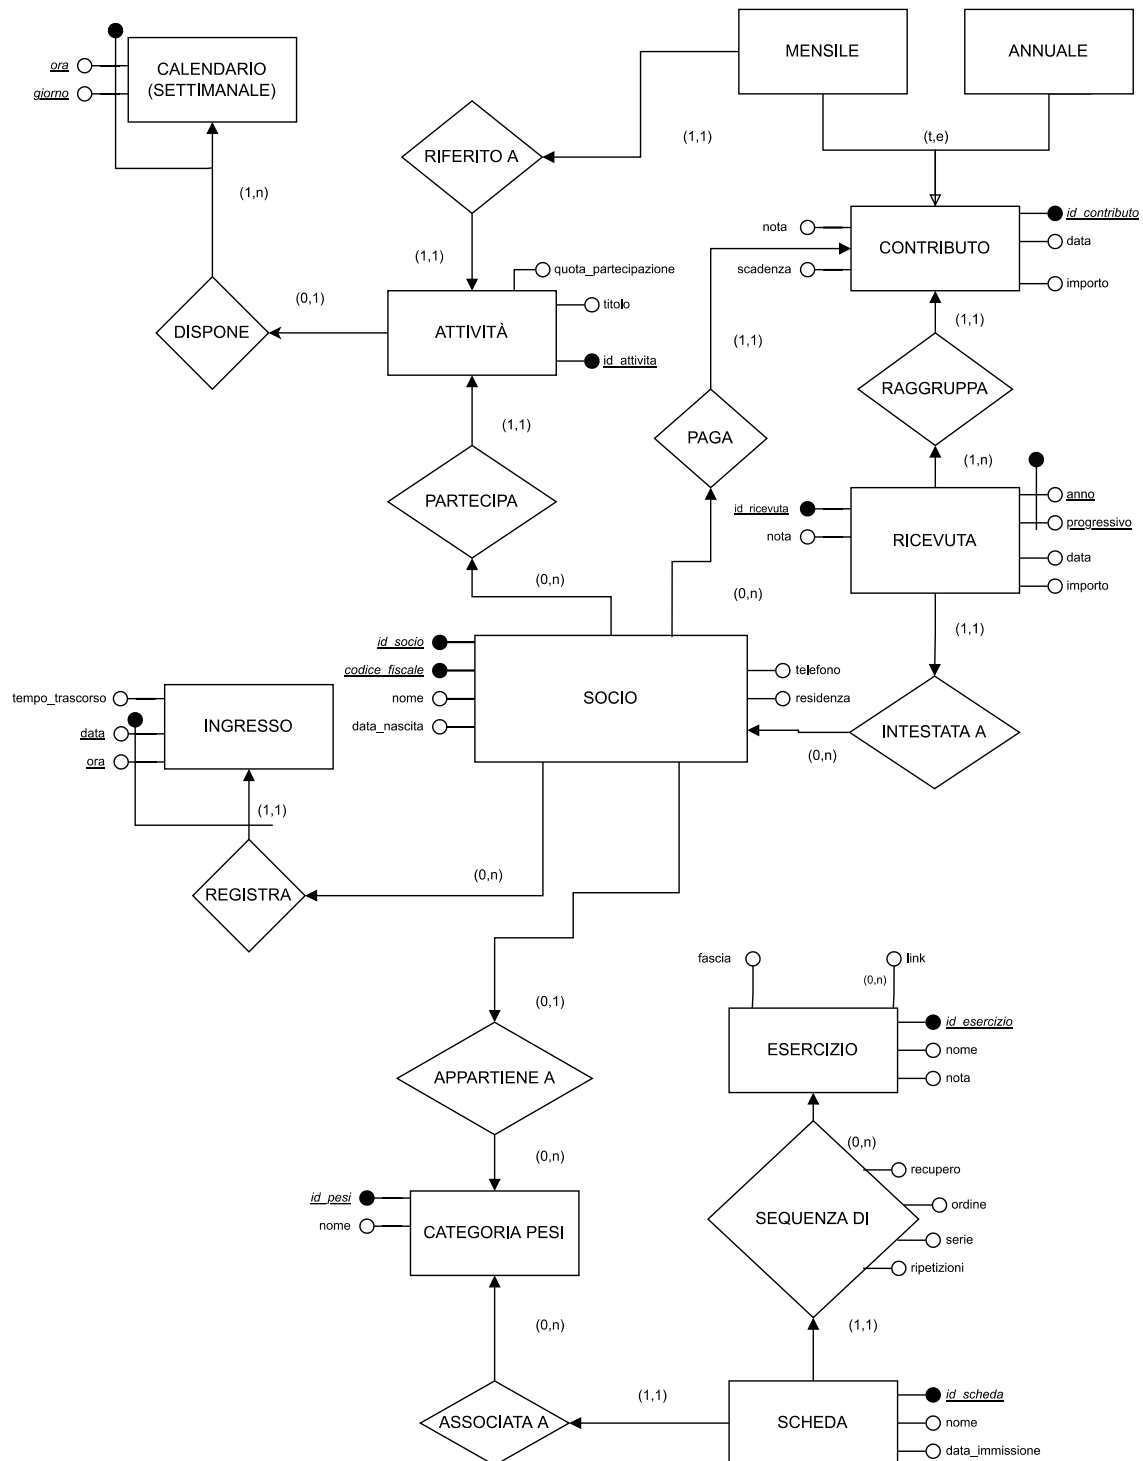 MENSILE
ANNUALE
CALENDARIO
(SETTIMANALE)
ora
giorno
(1,1)
(t,e)
RIFERITO A
(1,n)
id_contributo
nota
CONTRIBUTO
data
scadenza
importo
(1,1)
quota_partecipazione
titolo
(0,1)
DISPONE
ATTIVITÀ
id_attivita
(1,1)
(1,1)
RAGGRUPPA
(1,1)
PAGA
(1,n)
PARTECIPA
anno
id_ricevuta
progressivo
nota
RICEVUTA
data
importo
(0,n)
(0,n)
(1,1)
id_socio
codice_fiscale
nome
data_nascita
SOCIO
telefono
residenza
tempo_trascorso
INGRESSO
data
ora
INTESTATA A
(0,n)
(1,1)
REGISTRA
(0,n)
fascia
link
(0,n)
(0,1)
id_esercizio
ESERCIZIO
nome
nota
APPARTIENE A
(0,n)
(0,n)
recupero
id_pesi
nome
CATEGORIA PESI
ordine
SEQUENZA DI
serie
ripetizioni
(0,n)
(1,1)
(1,1)
ASSOCIATA A
id_scheda
SCHEDA
nome
data_immissione